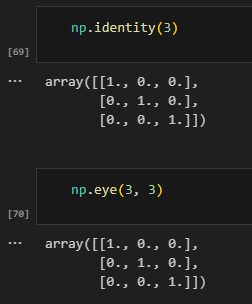 np.identity(3)
[69]
... array([[1., 0., 0.],
[0., 1., 0.],
[0., 0., 1.]])
np.eye(3, 3)
[70]
... array([[1., 0., 0.],
[0., 1., 0.],
[0., 0., 1.]])